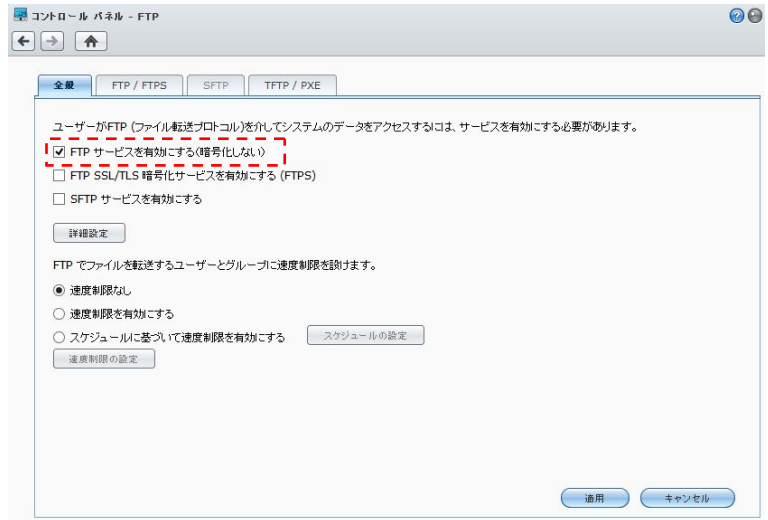 コントロール パネル - FTP
全般
FTP / FTPS
SFTP
TFTP / PXE
ユーザーがFTP (ファイル転送プロトコル)を介してシステムのデータをアクセスするには、サービスを有効にする必要があります。
FTP サービスを有効にする(暗号化しない)
FTP SSL/TLS 暗号化サービスを有効にする (FTPS)
SFTP サービスを有効にする
詳細設定
FTP でファイルを転送するユーザーとグループに速度制限を設けます。
速度制限なし
速度制限を有効にする
スケジュールに基づいて速度制限を有効にする
スケジュールの設定
速度制限の設定
適用
キャンセル